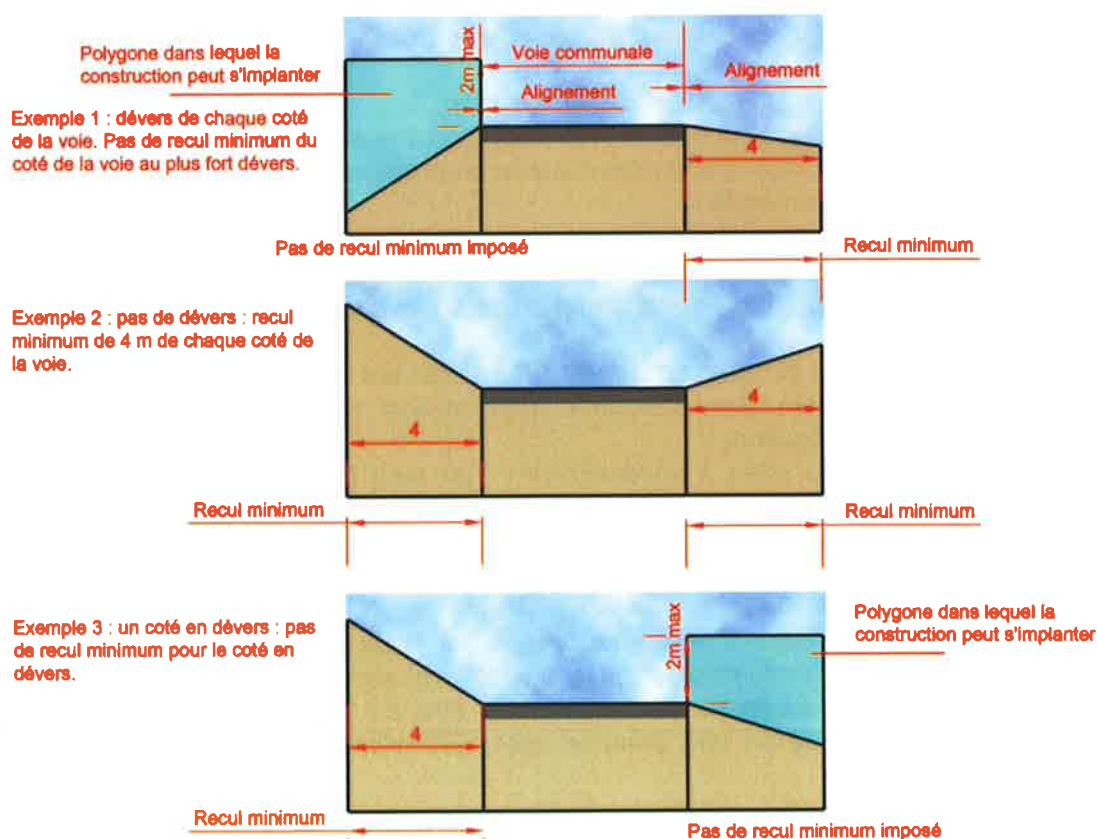 Polygone dans lequel la
construction peut s'implanter
2m max
Voie communale
Alignement
Alignement
Exemple 1 : dévers de chaque coté
de la voie. Pas de recul minimum du
coté de la voie au plus fort dévers.
4
Pas de recul minimum imposé
Recul minimum
Exemple 2 : pas de dévers : recul
minimum de 4 m de chaque coté de
la voie.
4
4
Recul minimum
Recul minimum
Exemple 3 : un coté en dévers : pas
de recul minimum pour le coté en
dévers.
2m max
Polygone dans lequel la
construction peut s'implanter
4
Recul minimum
Pas de recul minimum imposé